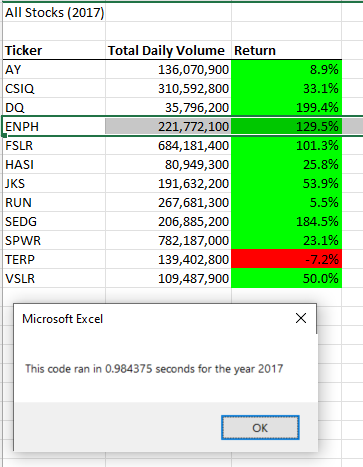 All Stocks (2017)
Ticker Total Daily Volume Return
AY 136,070,900 8.9%
CSIQ 310,592,800 33.1%
DQ 35,796,200 199.4%
ENPH 221,772,100 129.5%
FSLR 684,181,400 101.3%
HASI 80,949,300 25.8%
JKS 191,632,200 53.9%
RUN 267,681,300 5.5%
SEDG 206,885,200 184.5%
SPWR 782,187,000 23.1%
TERP 139,402,800 -7.2%
VSLR 109,487,900 50.0%
Microsoft Excel
This code ran in 0.984375 seconds for the year 2017
OK